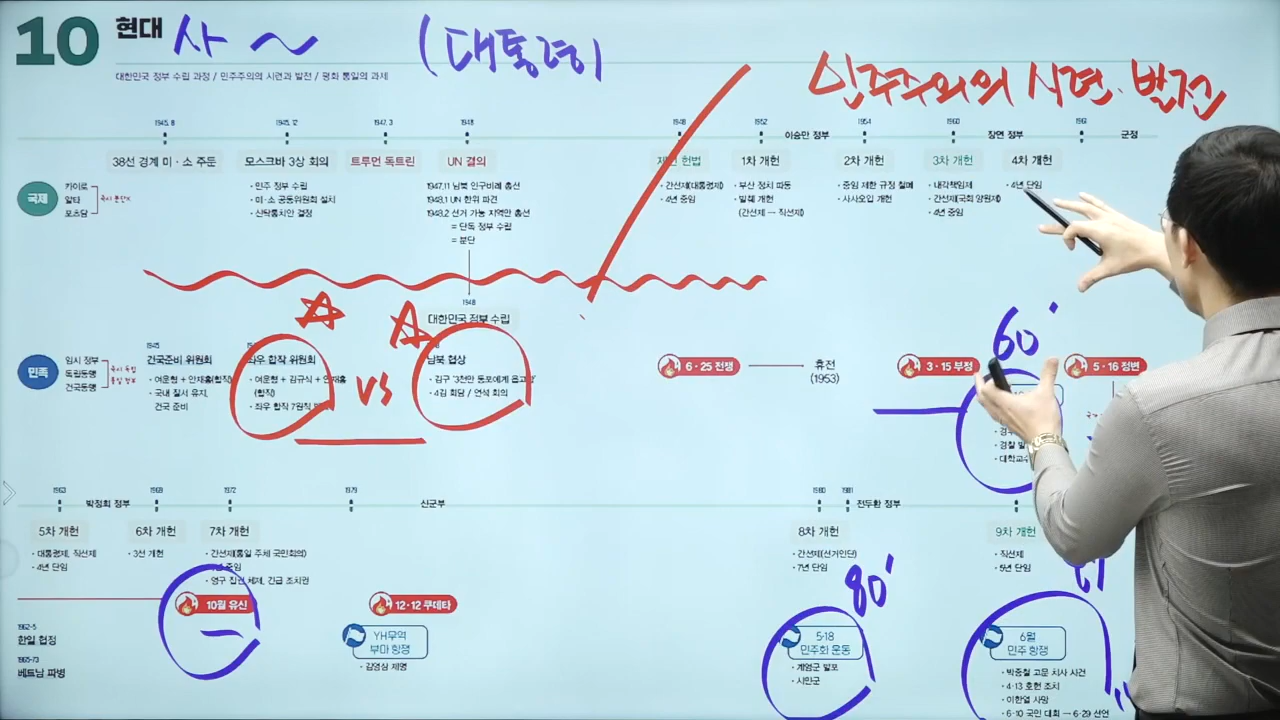 10 현대 사 ~ (대통령)
대한민국 정부 수립 과정 / 민주주의의 시련과 발전 / 평화 통일의 과제
민주주의의 시련. 발전
1945. 8
1945. 12
1947. 3
1948
1948
1952
이승만 정부
1954
1960
장면 정부
1961
군정
38선 경계 미·소 주둔
모스크바 3상 회의
트루먼 독트린
UN 결의
헌법
1차 개헌
2차 개헌
3차 개헌
4차 개헌
국제
카이로
얄타
포츠담
· 민주 정부 수립
· 미·소 공동위원회 설치
· 신탁통치안 결정
1947.11 남북 인구비례 총선
1948.1 UN 한위 파견
1948.2 선거 가능 지역만 총선
= 단독 정부 수립
= 분단
· 간선제(대통령제)
· 4년 중임
· 부산 정치 파동
· 발췌 개헌
(간선제 → 직선제)
· 중임 제한 규정 철폐
· 사사오입 개헌
· 내각책임제
· 간선제(국회 양원제)
· 4년 중임
· 4년 단임
1948
대한민국 정부 수립
60'
민족
임시 정부
독립동맹
건국동맹
1945
건국준비 위원회
· 여운형 + 안재홍(합작)
· 국내 질서 유지,
건국 준비
좌우 합작 위원회
· 여운형 + 김규식 + 안재홍
(합작)
· 좌우 합작 7원칙
VS
남북 협상
· 김구 '3천만 동포에게 읍고'
· 4김 회담 / 연석 회의
6·25 전쟁
휴전
(1953)
3·15 부정
5·16 정변
· 경찰
· 대학교수
1963
박정희 정부
1969
1972
1979
신군부
1980
1981
전두환 정부
5차 개헌
6차 개헌
7차 개헌
8차 개헌
9차 개헌
· 대통령제, 직선제
· 4년 중임
· 3선 개헌
· 간선제(통일 주체 국민회의)
중임
· 영구 집권 체제, 긴급 조치권
· 간선제(선거인단)
· 7년 단임
· 직선제
· 5년 단임
80'
10월 유신
12·12 쿠데타
1962-5
한일 협정
1965-73
베트남 파병
YH무역
부마 항쟁
· 김영삼 제명
5·18
민주화 운동
· 계엄군 발포
· 시민군
6월
민주 항쟁
· 박종철 고문 치사 사건
· 4·13 호헌 조치
· 이한열 사망
· 6·10 국민 대회 → 6·29 선언